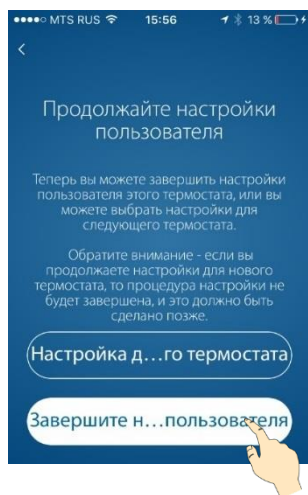 MTS RUS 15:56 13 %
Продолжайте настройки
пользователя
Теперь вы можете завершить настройки
пользователя этого термостата, или вы
можете выбрать настройки для
следующего термостата.
Обратите внимание - если вы
продолжаете настройки для нового
термостата, то процедура настройки не
будет завершена, и это должно быть
сделано позже.
Настройка д...го термостата
Завершите н...пользователя